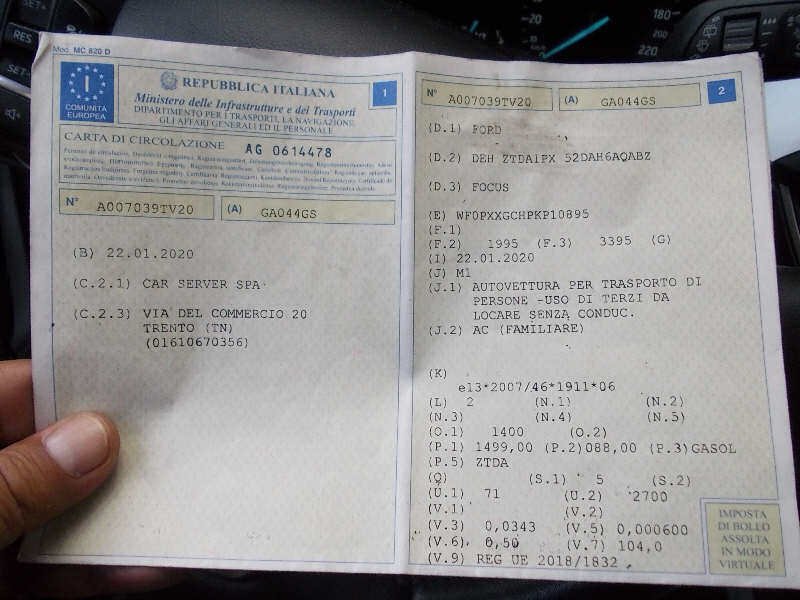 Mod. MC 820 D
COMUNITÀ
EUROPEA
I
REPUBBLICA ITALIANA
Ministero delle Infrastrutture e dei Trasporti
DIPARTIMENTO PER I TRASPORTI, LA NAVIGAZIONE,
GLI AFFARI GENERALI ED IL PERSONALE
1
CARTA DI CIRCOLAZIONE AG 0614478
N° A007039TV20 (A) GA044GS
(B) 22.01.2020
(C.2.1) CAR SERVER SPA
(C.2.3) VIA DEL COMMERCIO 20
TRENTO (TN)
(01610670356)
N° A007039TV20 (A) GA044GS 2
(D.1) FORD
(D.2) DEH ZTDA1PX 52DAH6AQABZ
(D.3) FOCUS
(E) WF0PXXGCHPKP10895
(F.1)
(F.2) 1995 (F.3) 3395 (G)
(I) 22.01.2020
(J) M1
(J.1) AUTOVETTURA PER TRASPORTO DI
PERSONE -USO DI TERZI DA
LOCARE SENZA CONDUC.
(J.2) AC (FAMILIARE)
(K)
e13*2007/46*1911*06
(L) 2 (N.1) (N.2)
(N.3) (N.4) (N.5)
(O.1) 1400 (O.2)
(P.1) 1499,00 (P.2)088,00 (P.3)GASOL
(P.5) ZTDA
(Q) (S.1) 5 (S.2)
(U.1) 71 (U.2) 2700
(V.1) (V.2)
(V.3) 0,0343 (V.5) 0,000600
(V.6) 0,50 (V.7) 104,0
(V.9) REG UE 2018/1832
IMPOSTA
DI BOLLO
ASSOLTA
IN MODO
VIRTUALE
RES
SET+
SET-
20
180
220